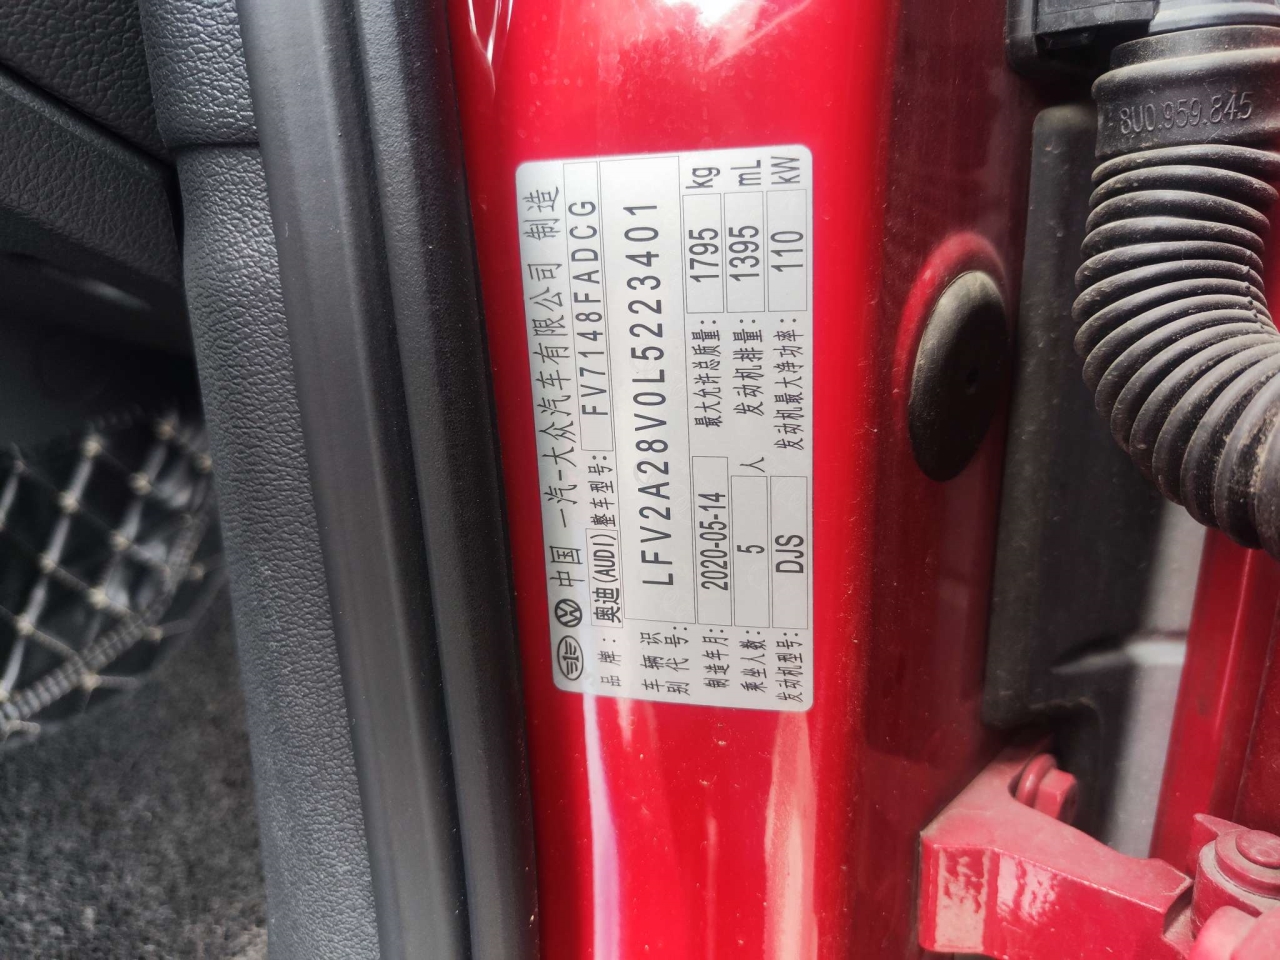 中国 一汽-大众汽车有限公司 制造
品牌: 奥迪(AUDI) 整车型号: FV7148FADCG
车辆识别代号: LFV2A28V0L5223401
制造年月: 2020-05-14 最大允许总质量: 1795 kg
乘坐人数: 5 人 发动机排量: 1395 mL
发动机型号: DJS 发动机最大净功率: 110 kW
8U0.959.845